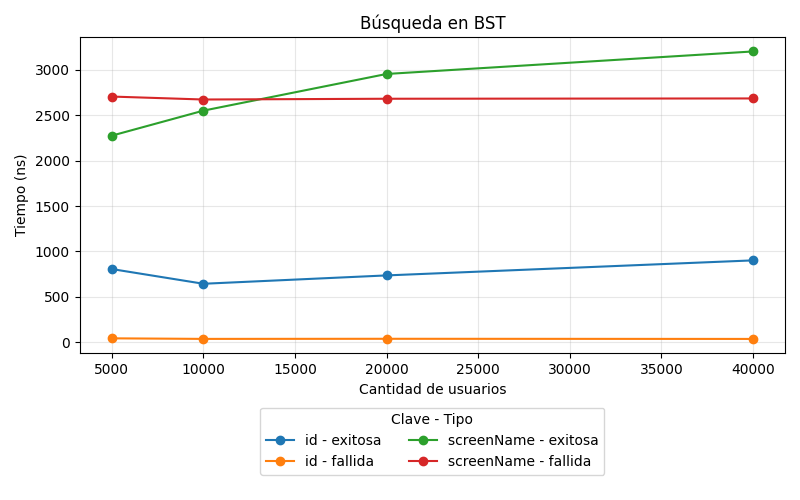 Búsqueda en BST
3000
2500
2000
1500
1000
500
0
Tiempo (ns)
5000 10000 15000 20000 25000 30000 35000 40000
Cantidad de usuarios
Clave - Tipo
id - exitosa screenName - exitosa
id - fallida screenName - fallida